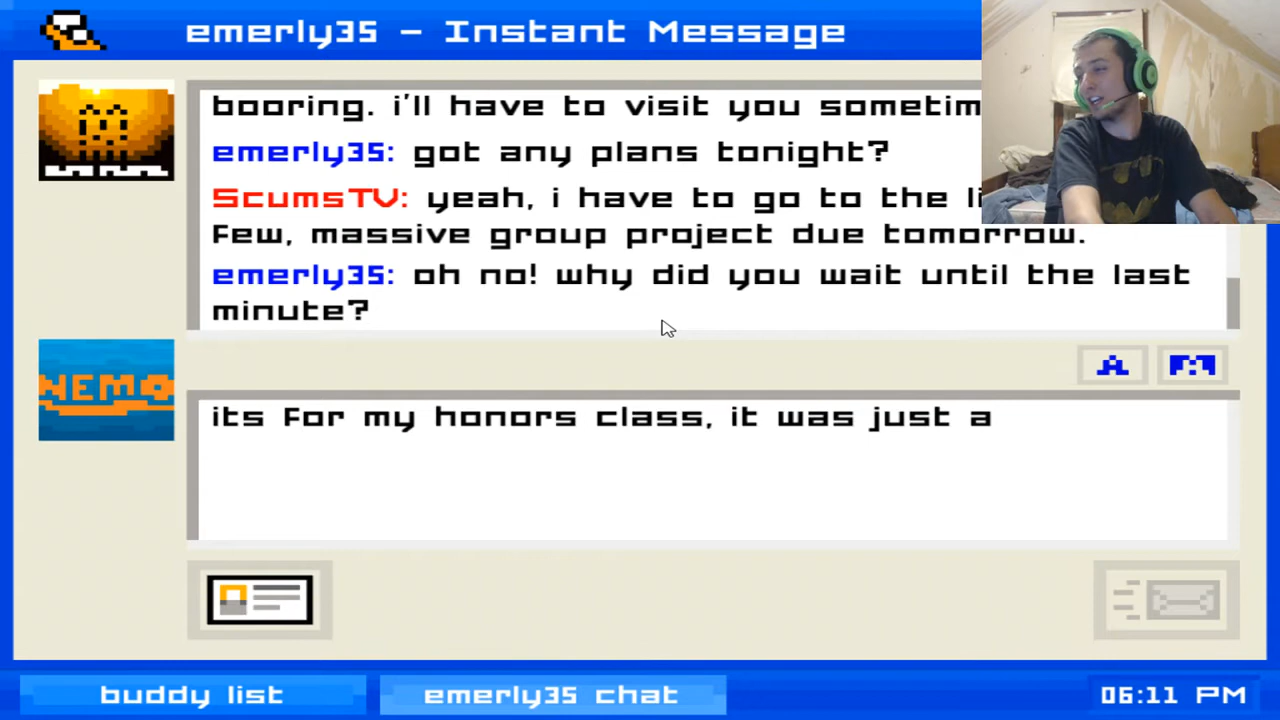 emerly35 - Instant Message
booring. i'll have to visit you sometim
emerly35: got any plans tonight?
ScumsTV: yeah, i have to go to the li
few, massive group project due tomorrow.
emerly35: oh no! why did you wait until the last
minute?
A M
NEMO
its for my honors class, it was just a
buddy list
emerly35 chat
06:11 PM